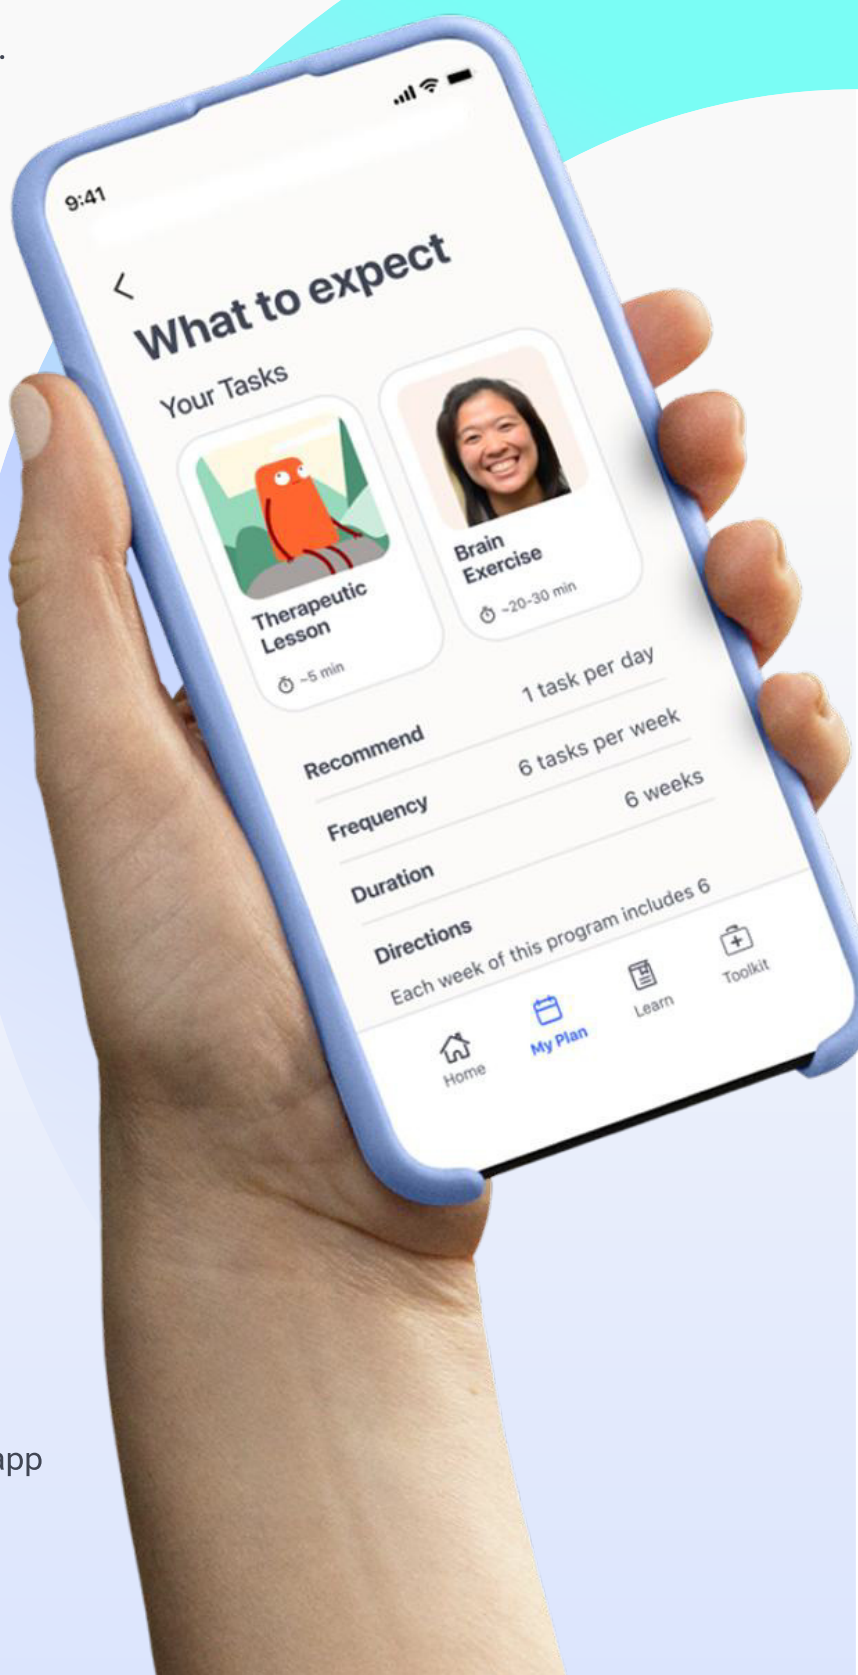 .
9:41
What to expect
Your Tasks
Therapeutic
Lesson
~5 min
Brain
Exercise
~20-30 min
Recommend 1 task per day
Frequency 6 tasks per week
Duration 6 weeks
Directions
Each week of this program includes 6
Home
My Plan
Learn
Toolkit
app